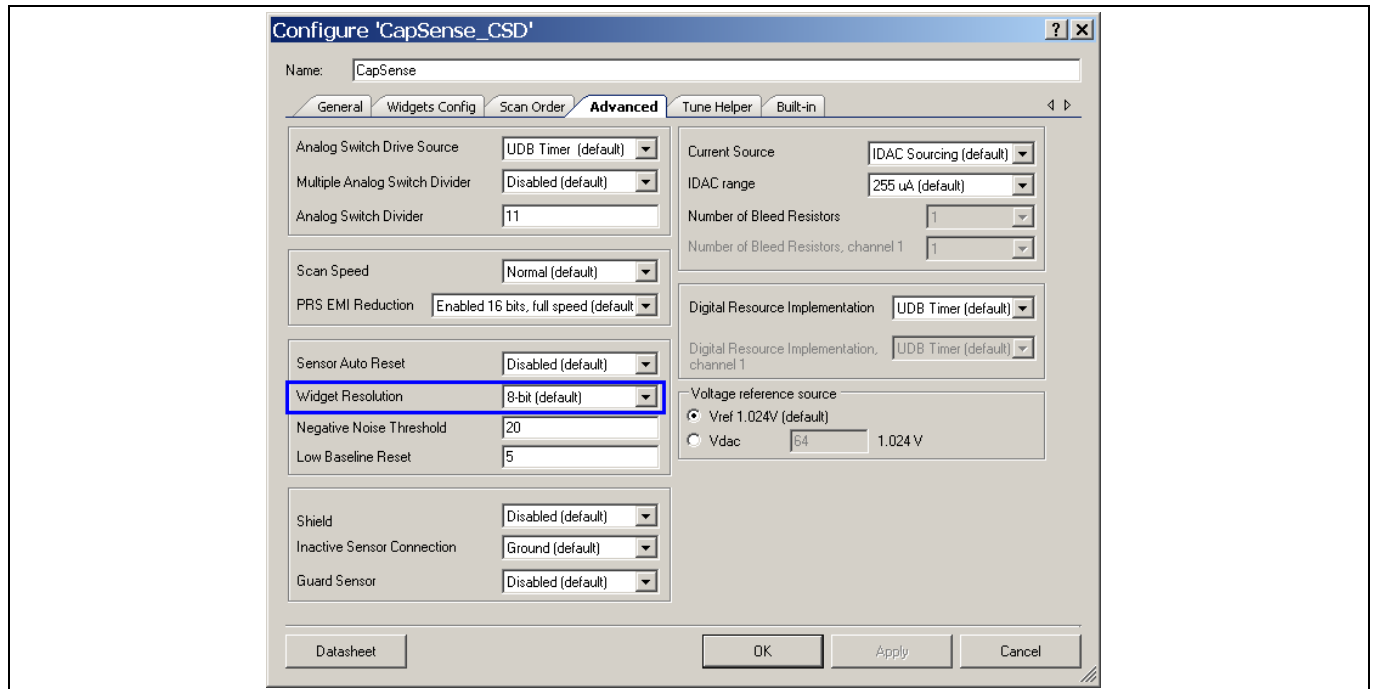 Configure 'CapSense_CSD'
Name: CapSense
General Widgets Config Scan Order Advanced Tune Helper Built-in
Analog Switch Drive Source UDB Timer (default)
Multiple Analog Switch Divider Disabled (default)
Analog Switch Divider 11
Scan Speed Normal (default)
PRS EMI Reduction Enabled 16 bits, full speed (default
Sensor Auto Reset Disabled (default)
Widget Resolution 8-bit (default)
Negative Noise Threshold 20
Low Baseline Reset 5
Shield Disabled (default)
Inactive Sensor Connection Ground (default)
Guard Sensor Disabled (default)
Current Source IDAC Sourcing (default)
IDAC range 255 uA (default)
Number of Bleed Resistors 1
Number of Bleed Resistors, channel 1 1
Digital Resource Implementation UDB Timer (default)
Digital Resource Implementation, UDB Timer (default)
channel 1
Voltage reference source
Vref 1.024V (default)
Vdac 64 1.024 V
Datasheet OK Apply Cancel